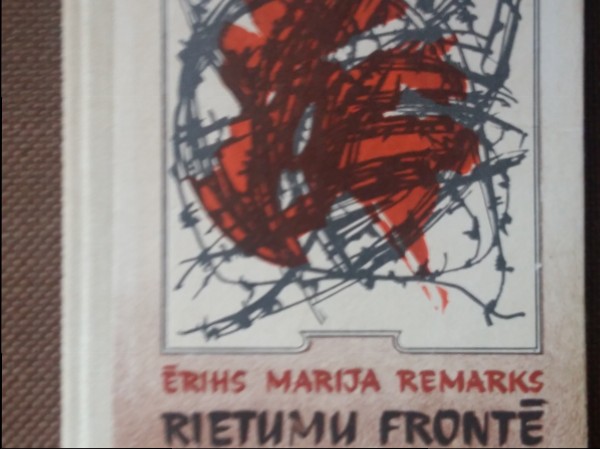 ĒRIHS MARIJA REMARKS
RIETUMU FRONTĒ